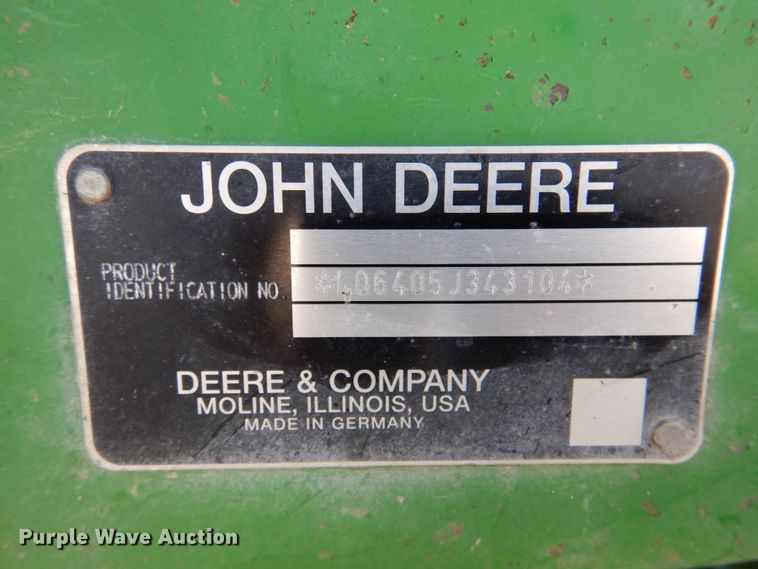 JOHN DEERE
PRODUCT
IDENTIFICATION NO.
*L06405J343104*
DEERE & COMPANY
MOLINE, ILLINOIS, USA
MADE IN GERMANY
Purple Wave Auction